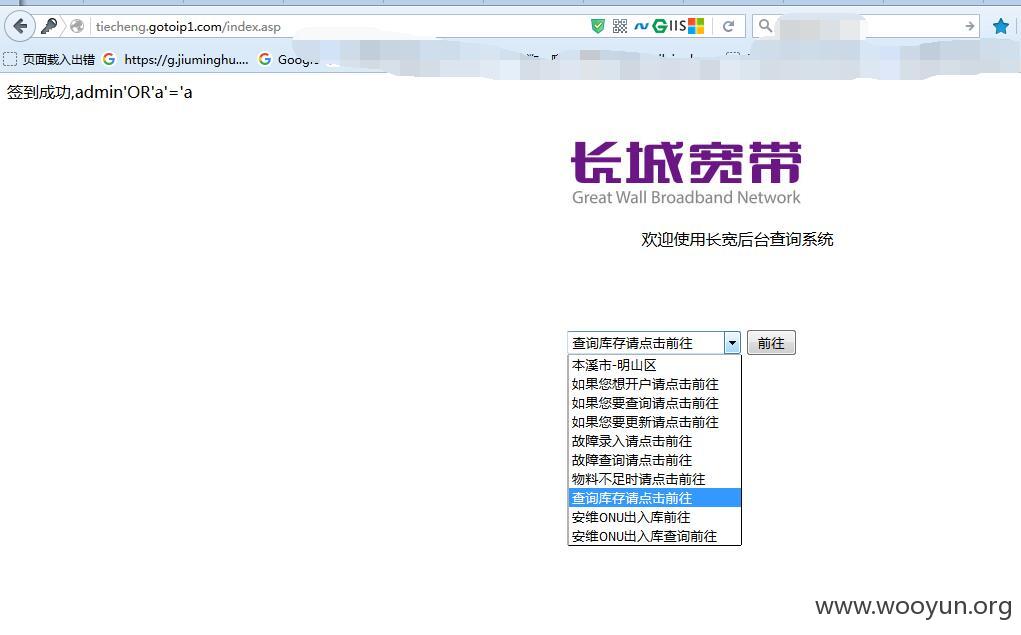 tiecheng.gotoip1.com/index.asp
IIS
页面载入出错 https://g.jiuminghu.... Google
签到成功,admin'OR'a'='a
长城宽带
Great Wall Broadband Network
欢迎使用长宽后台查询系统
查询库存请点击前往 前往
本溪市-明山区
如果您想开户请点击前往
如果您要查询请点击前往
如果您要更新请点击前往
故障录入请点击前往
故障查询请点击前往
物料不足时请点击前往
查询库存请点击前往
安维ONU出入库前往
安维ONU出入库查询前往
www.wooyun.org